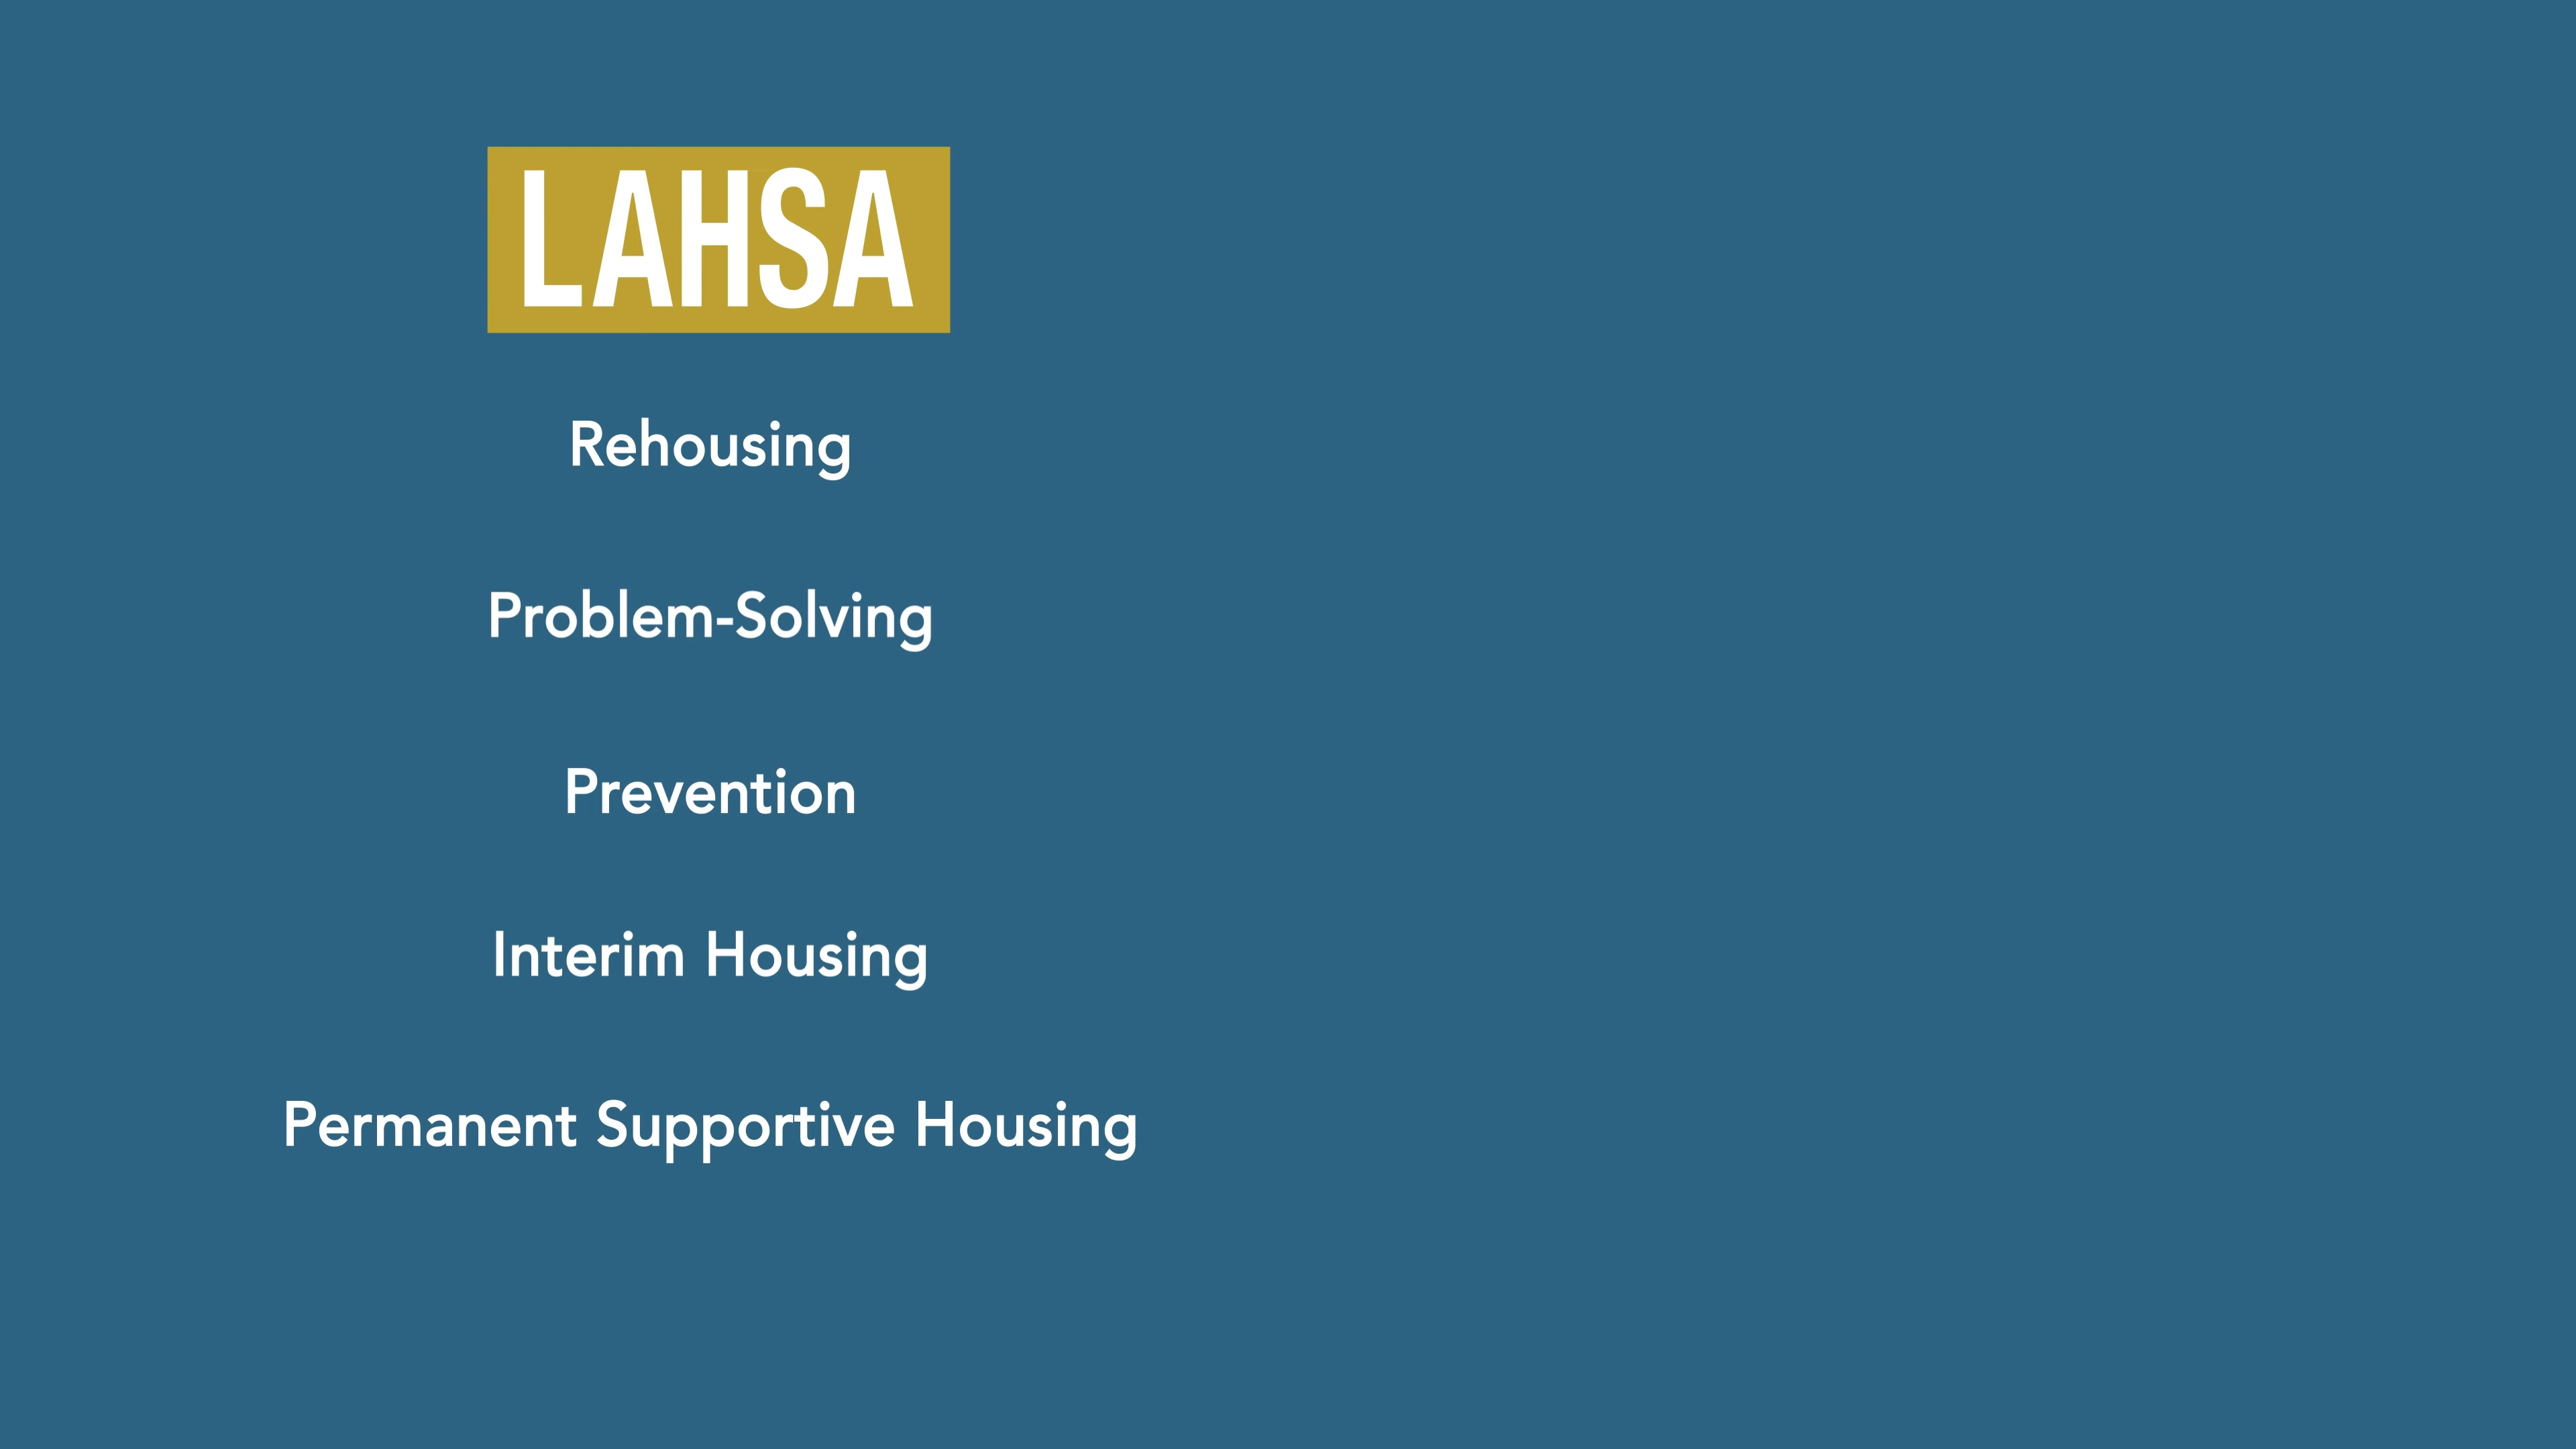 LAHSA
Rehousing
Problem-Solving
Prevention
Interim Housing
Permanent Supportive Housing